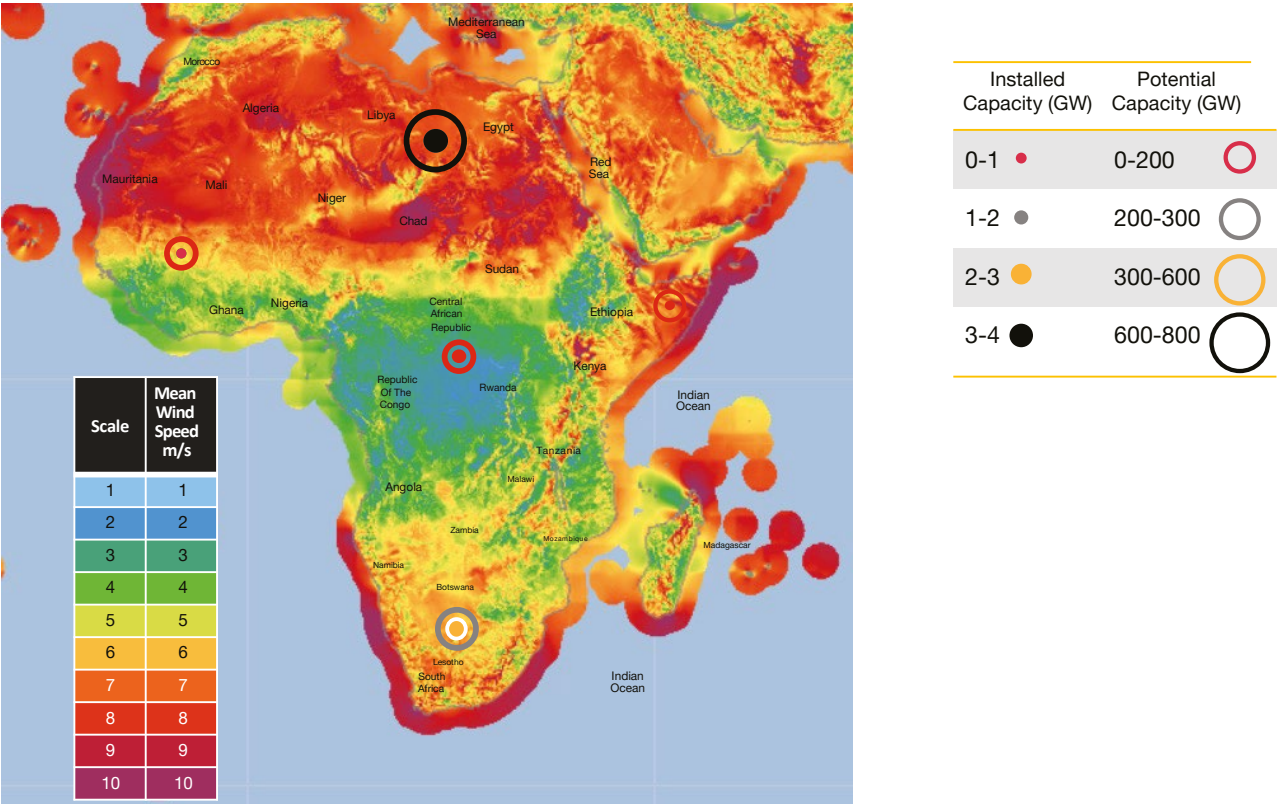 Mediterranean
Sea
Morocco
Algeria
Libya
Egypt
Red
Sea
Mauritania
Mali
Niger
Chad
Sudan
Ghana
Nigeria
Central
African
Republic
Ethiopia
Kenya
Republic
Of The
Congo
Rwanda
Indian
Ocean
Tanzania
Malawi
Angola
Zambia
Mozambique
Madagascar
Namibia
Botswana
Lesotho
South
Africa
Indian
Ocean
Scale
Mean
Wind
Speed
m/s
1 1
2 2
3 3
4 4
5 5
6 6
7 7
8 8
9 9
10 10
Installed Potential
Capacity (GW) Capacity (GW)
0-1 0-200
1-2 200-300
2-3 300-600
3-4 600-800